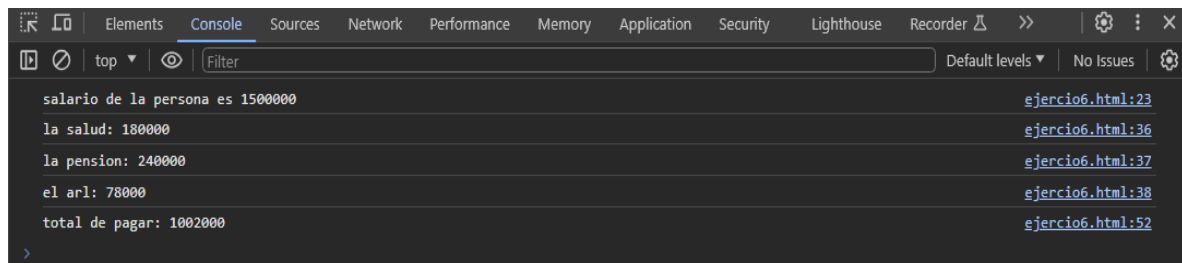 Elements Console Sources Network Performance Memory Application Security Lighthouse Recorder
top Filter Default levels No Issues
salario de la persona es 1500000 ejercio6.html:23
la salud: 180000 ejercio6.html:36
la pension: 240000 ejercio6.html:37
el arl: 78000 ejercio6.html:38
total de pagar: 1002000 ejercio6.html:52